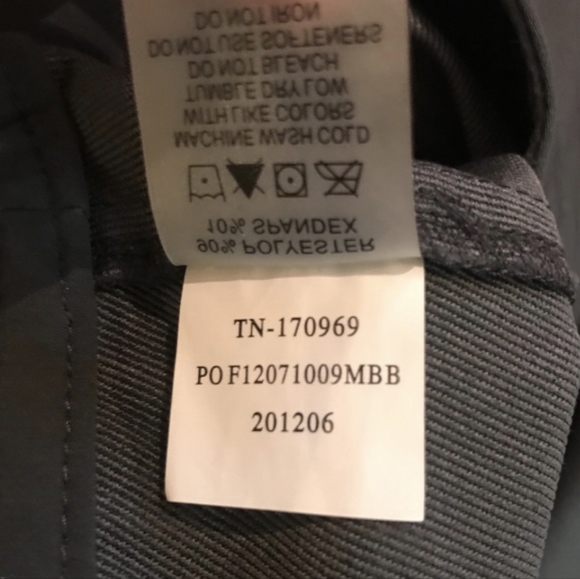 90% POLYESTER
10% SPANDEX
MACHINE WASH COLD
WITH LIKE COLORS
TUMBLE DRY LOW
DO NOT BLEACH
DO NOT USE SOFTENERS
DO NOT IRON
TN-170969
PO F12071009MBB
201206